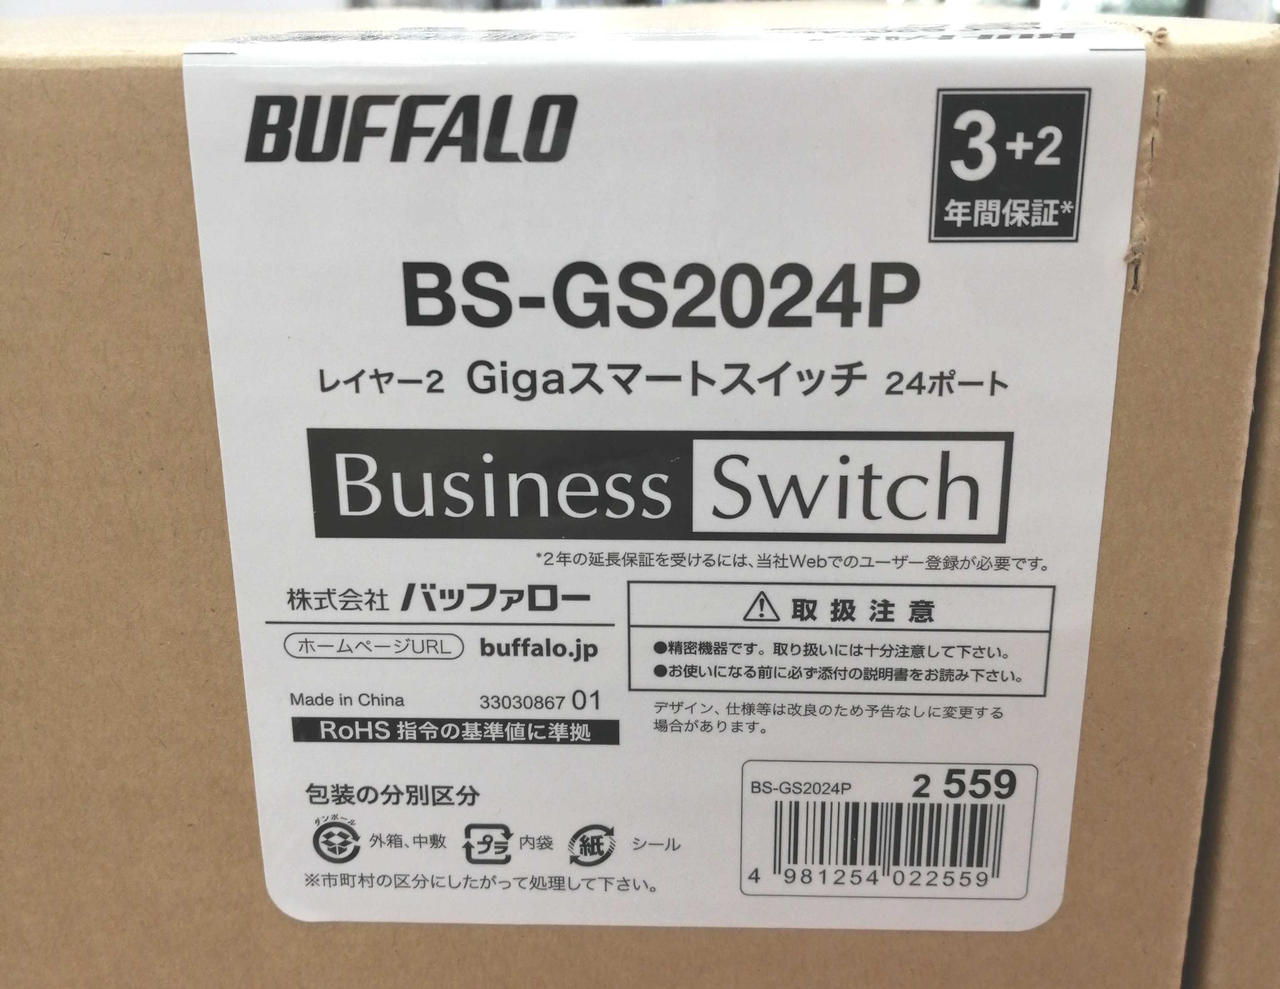 BUFFALO
3+2
年間保証*
BS-GS2024P
レイヤー2 Gigaスマートスイッチ 24ポート
Business Switch
*2年の延長保証を受けるには、当社Webでのユーザー登録が必要です。
株式会社 バッファロー
ホームページURL buffalo.jp
Made in China 33030867 01
RoHS 指令の基準値に準拠
⚠取扱注意
●精密機器です。取り扱いには十分注意して下さい。
●お使いになる前に必ず添付の説明書をお読み下さい。
デザイン、仕様等は改良のため予告なしに変更する
場合があります。
包装の分別区分
ダンボール
外箱、中敷 プラ 内袋 紙 シール
※市町村の区分にしたがって処理して下さい。
BS-GS2024P 2 559
4 981254 022559